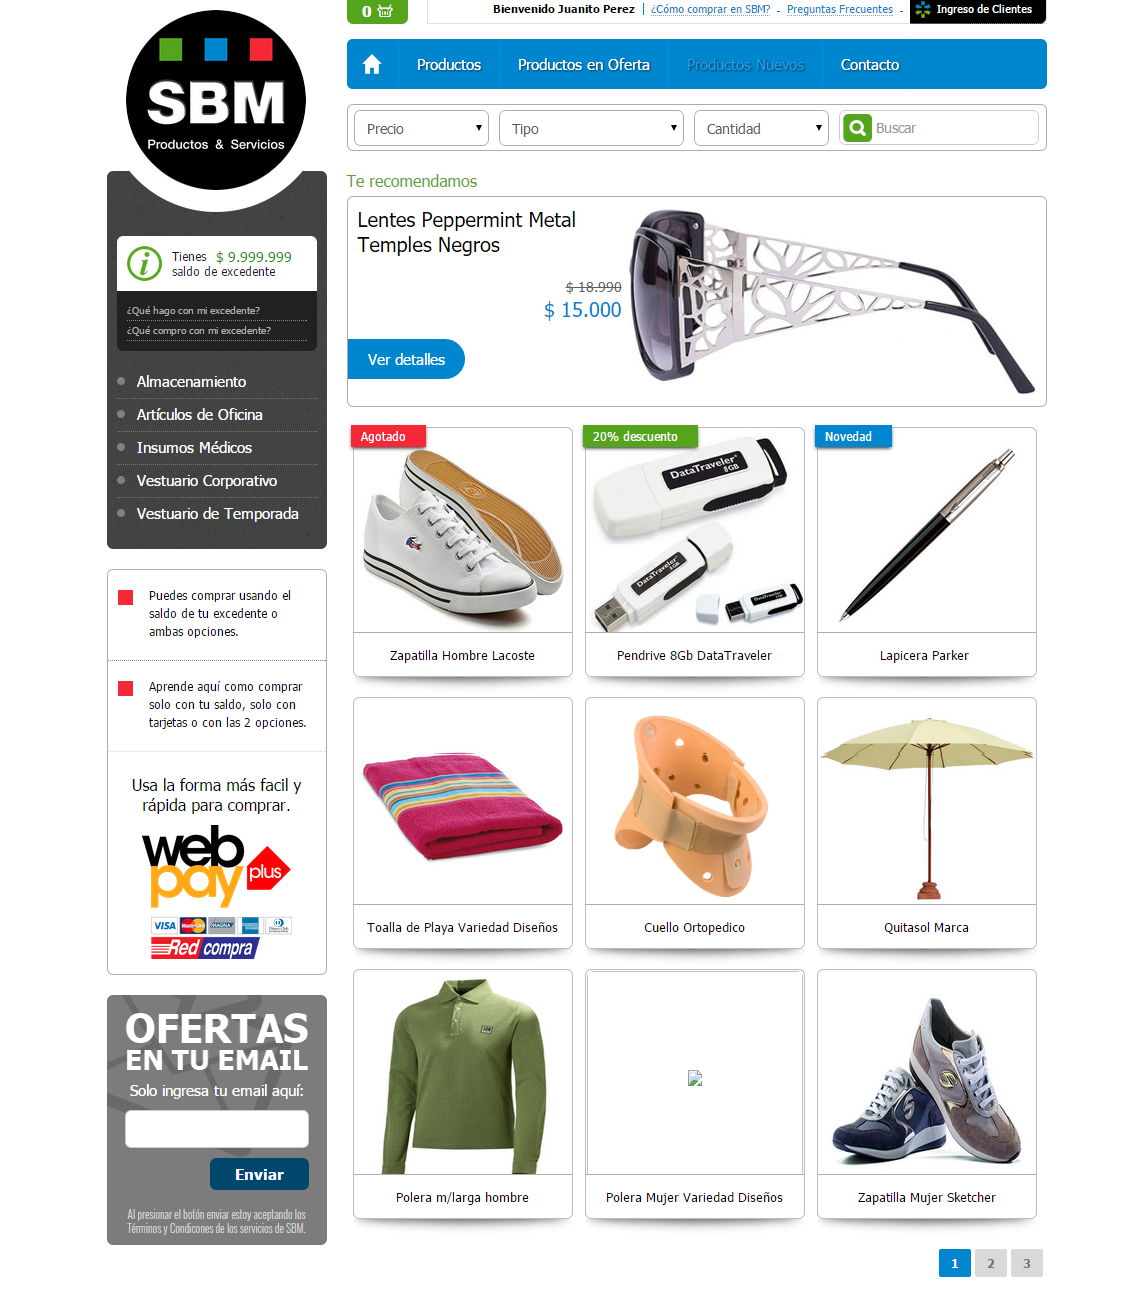 SBM
Productos & Servicios
0
Bienvenido Juanito Perez | ¿Cómo comprar en SBM? - Preguntas Frecuentes -
Ingreso de Clientes
Productos
Productos en Oferta
Productos Nuevos
Contacto
Precio
Tipo
Cantidad
Buscar
Tienes $ 9.999.999
saldo de excedente
¿Qué hago con mi excedente?
¿Qué compro con mi excedente?
Almacenamiento
Artículos de Oficina
Insumos Médicos
Vestuario Corporativo
Vestuario de Temporada
Puedes comprar usando el
saldo de tu excedente o
ambas opciones.
Aprende aquí como comprar
solo con tu saldo, solo con
tarjetas o con las 2 opciones.
Usa la forma más facil y
rápida para comprar.
web
pay
plus
VISA
MasterCard
MAGNA
Red compra
OFERTAS
EN TU EMAIL
Solo ingresa tu email aquí:
Enviar
Al presionar el botón enviar estoy aceptando los
Términos y Condicones de los servicios de SBM.
Te recomendamos
Lentes Peppermint Metal
Temples Negros
$ 18.990
$ 15.000
Ver detalles
Agotado
Zapatilla Hombre Lacoste
20% descuento
DataTraveler
8GB
DataTraveler
DataTraveler
Pendrive 8Gb DataTraveler
Novedad
Lapicera Parker
Toalla de Playa Variedad Diseños
Cuello Ortopedico
Quitasol Marca
Polera m/larga hombre
Polera Mujer Variedad Diseños
Zapatilla Mujer Sketcher
1
2
3